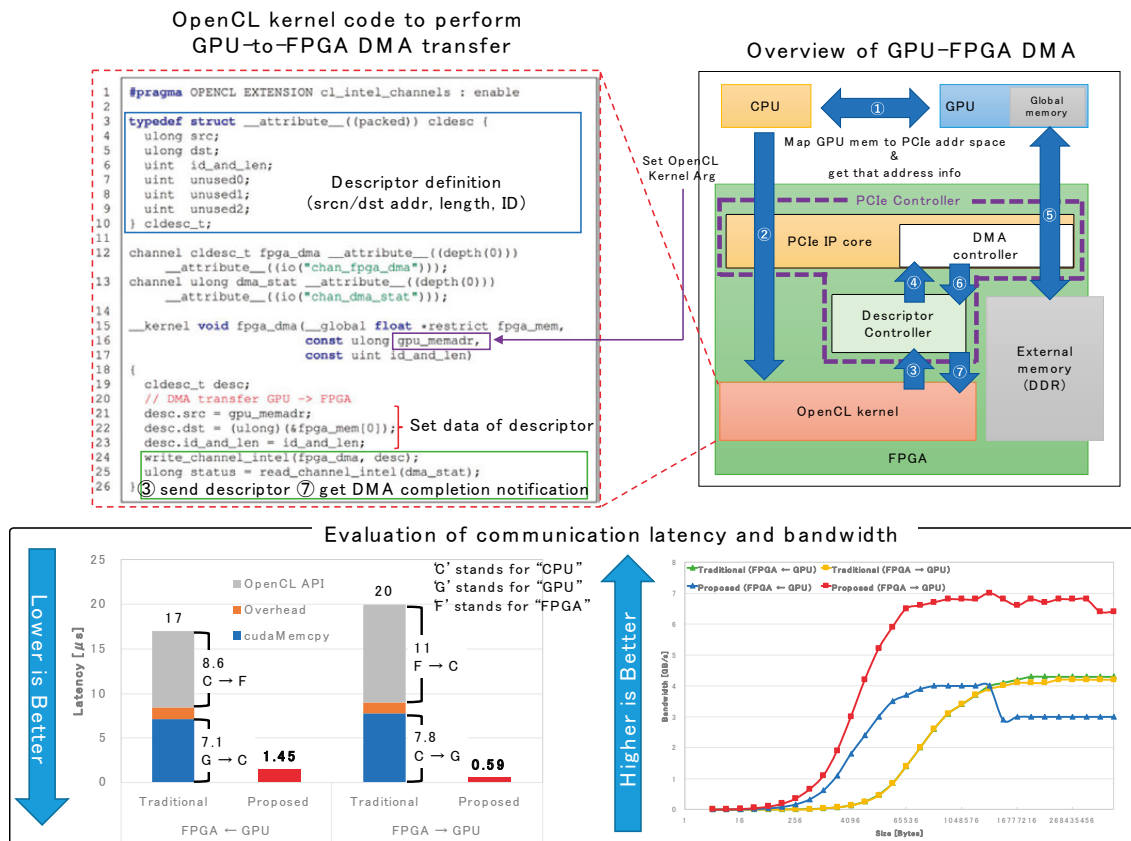 OpenCL kernel code to perform
GPU-to-FPGA DMA transfer
1 #pragma OPENCL EXTENSION cl_intel_channels : enable
2
3 typedef struct __attribute__((packed)) cldesc {
4 ulong src;
5 ulong dst;
6 uint id_and_len;
7 uint unused0;
8 uint unused1;
9 uint unused2;
10 } cldesc_t;
Descriptor definition
(srcn/dst addr, length, ID)
11
12 channel cldesc_t fpga_dma __attribute__((depth(0)))
__attribute__((io("chan_fpga_dma")));
13 channel ulong dma_stat __attribute__((depth(0)))
__attribute__((io("chan_dma_stat")));
14
15 __kernel void fpga_dma(__global float *restrict fpga_mem,
16 const ulong gpu_memadr,
17 const uint id_and_len)
18 {
19 cldesc_t desc;
20 // DMA transfer GPU -> FPGA
21 desc.src = gpu_memadr;
22 desc.dst = (ulong)(&fpga_mem[0]);
23 desc.id_and_len = id_and_len;
Set data of descriptor
24 write_channel_intel(fpga_dma, desc);
25 ulong status = read_channel_intel(dma_stat);
26 }
③ send descriptor ⑦ get DMA completion notification
Set OpenCL
Kernel Arg
Overview of GPU-FPGA DMA
CPU
①
GPU
Global
memory
Map GPU mem to PCIe addr space
&
get that address info
PCIe Controller
②
⑤
PCIe IP core
DMA
controller
④
⑥
Descriptor
Controller
③
⑦
External
memory
(DDR)
OpenCL kernel
FPGA
Evaluation of communication latency and bandwidth
Lower is Better
Latency [μs]
25
20
15
10
5
0
OpenCL API
Overhead
cudaMemcpy
'C' stands for "CPU"
'G' stands for "GPU"
'F' stands for "FPGA"
17
8.6
C → F
7.1
G → C
1.45
20
11
F → C
7.8
C → G
0.59
Traditional
Proposed
Traditional
Proposed
FPGA ← GPU
FPGA → GPU
Higher is Better
Traditional (FPGA ← GPU)
Traditional (FPGA → GPU)
Proposed (FPGA ← GPU)
Proposed (FPGA → GPU)
Bandwidth [GB/s]
8
7
6
5
4
3
2
1
0
1
16
256
4096
65536
1048576
16777216
268435456
Size [Bytes]